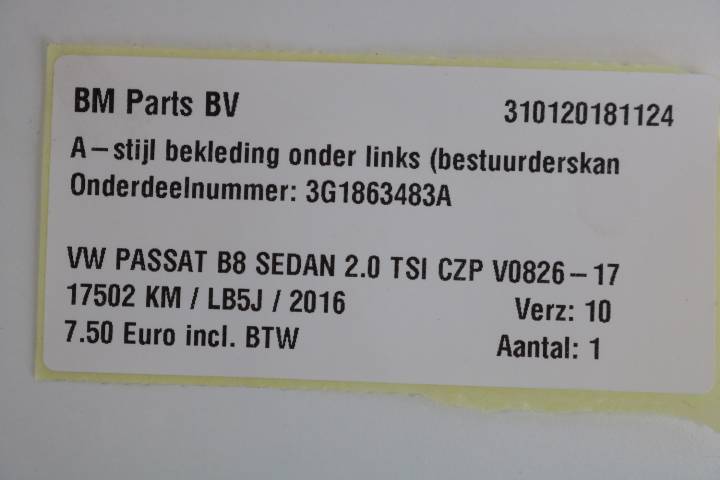 BM Parts BV 310120181124
A-stijl bekleding onder links (bestuurderskan
Onderdeelnummer: 3G1863483A
VW PASSAT B8 SEDAN 2.0 TSI CZP V0826-17
17502 KM / LB5J / 2016 Verz: 10
7.50 Euro incl. BTW Aantal: 1